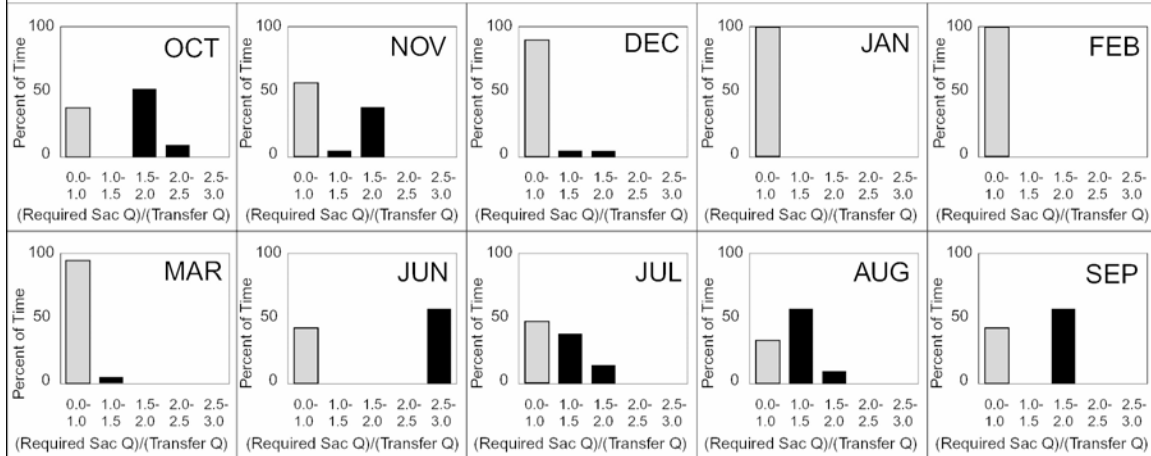 100
Percent of Time
50
0
OCT
0.0- 1.0- 1.5- 2.0- 2.5-
1.0 1.5 2.0 2.5 3.0
(Required Sac Q)/(Transfer Q)
100
Percent of Time
50
0
NOV
0.0- 1.0- 1.5- 2.0- 2.5-
1.0 1.5 2.0 2.5 3.0
(Required Sac Q)/(Transfer Q)
100
Percent of Time
50
0
DEC
0.0- 1.0- 1.5- 2.0- 2.5-
1.0 1.5 2.0 2.5 3.0
(Required Sac Q)/(Transfer Q)
100
Percent of Time
50
0
JAN
0.0- 1.0- 1.5- 2.0- 2.5-
1.0 1.5 2.0 2.5 3.0
(Required Sac Q)/(Transfer Q)
100
Percent of Time
50
0
FEB
0.0- 1.0- 1.5- 2.0- 2.5-
1.0 1.5 2.0 2.5 3.0
(Required Sac Q)/(Transfer Q)
100
Percent of Time
50
0
MAR
0.0- 1.0- 1.5- 2.0- 2.5-
1.0 1.5 2.0 2.5 3.0
(Required Sac Q)/(Transfer Q)
100
Percent of Time
50
0
JUN
0.0- 1.0- 1.5- 2.0- 2.5-
1.0 1.5 2.0 2.5 3.0
(Required Sac Q)/(Transfer Q)
100
Percent of Time
50
0
JUL
0.0- 1.0- 1.5- 2.0- 2.5-
1.0 1.5 2.0 2.5 3.0
(Required Sac Q)/(Transfer Q)
100
Percent of Time
50
0
AUG
0.0- 1.0- 1.5- 2.0- 2.5-
1.0 1.5 2.0 2.5 3.0
(Required Sac Q)/(Transfer Q)
100
Percent of Time
50
0
SEP
0.0- 1.0- 1.5- 2.0- 2.5-
1.0 1.5 2.0 2.5 3.0
(Required Sac Q)/(Transfer Q)